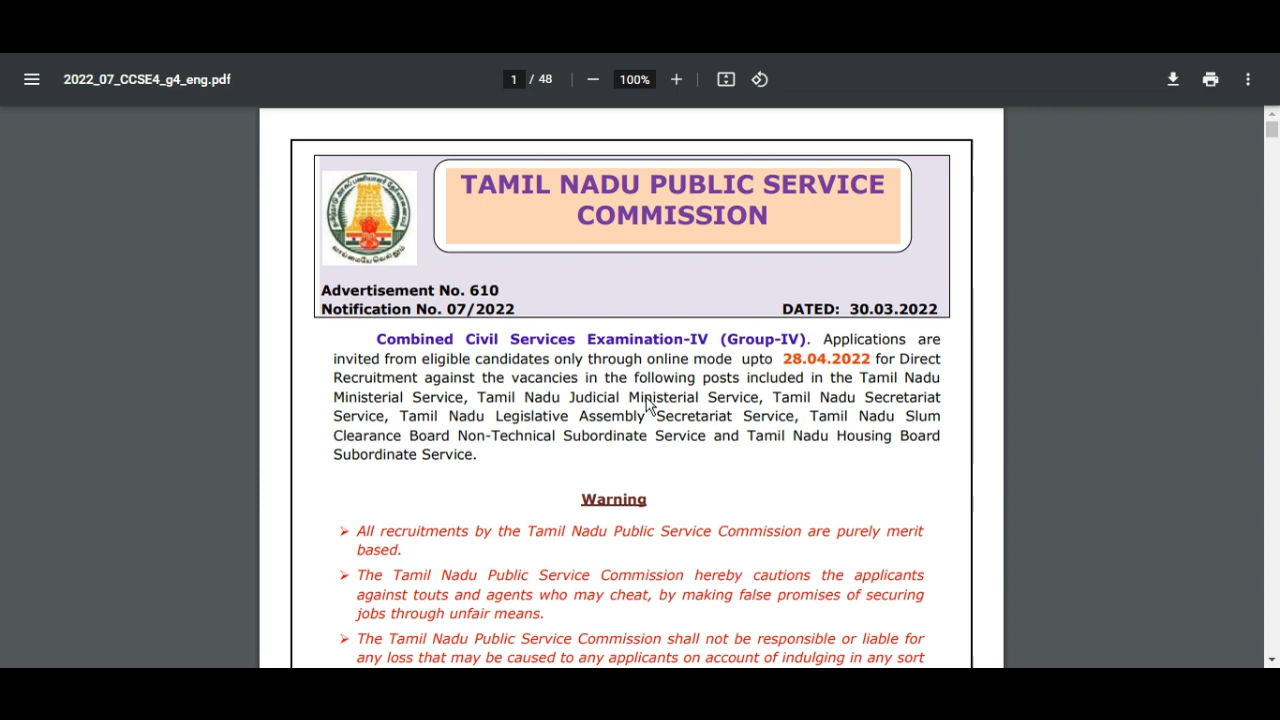 2022_07_CCSE4_g4_eng.pdf
1 / 48
100%
TAMIL NADU PUBLIC SERVICE
COMMISSION
Advertisement No. 610
Notification No. 07/2022 DATED: 30.03.2022
Combined Civil Services Examination-IV (Group-IV). Applications are
invited from eligible candidates only through online mode upto 28.04.2022 for Direct
Recruitment against the vacancies in the following posts included in the Tamil Nadu
Ministerial Service, Tamil Nadu Judicial Ministerial Service, Tamil Nadu Secretariat
Service, Tamil Nadu Legislative Assembly Secretariat Service, Tamil Nadu Slum
Clearance Board Non-Technical Subordinate Service and Tamil Nadu Housing Board
Subordinate Service.
Warning
➢ All recruitments by the Tamil Nadu Public Service Commission are purely merit
based.
➢ The Tamil Nadu Public Service Commission hereby cautions the applicants
against touts and agents who may cheat, by making false promises of securing
jobs through unfair means.
➢ The Tamil Nadu Public Service Commission shall not be responsible or liable for
any loss that may be caused to any applicants on account of indulging in any sort